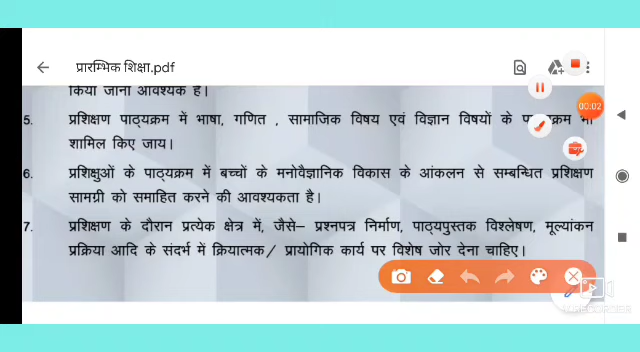 प्रारम्भिक शिक्षा.pdf
किया जाना आवश्यक है।
00:02
5. प्रशिक्षण पाठ्यक्रम में भाषा, गणित , सामाजिक विषय एवं विज्ञान विषयों के
शामिल किए जाय।
6. प्रशिक्षुओं के पाठ्यक्रम में बच्चों के मनोवैज्ञानिक विकास के आंकलन से सम्बन्धित प्रशिक्षण
सामग्री को समाहित करने की आवश्यकता है।
7. प्रशिक्षण के दौरान प्रत्येक क्षेत्र में, जैसे– प्रश्नपत्र निर्माण, पाठ्यपुस्तक विश्लेषण, मूल्यांकन
प्रक्रिया आदि के संदर्भ में क्रियात्मक/ प्रायोगिक कार्य पर विशेष जोर देना चाहिए।